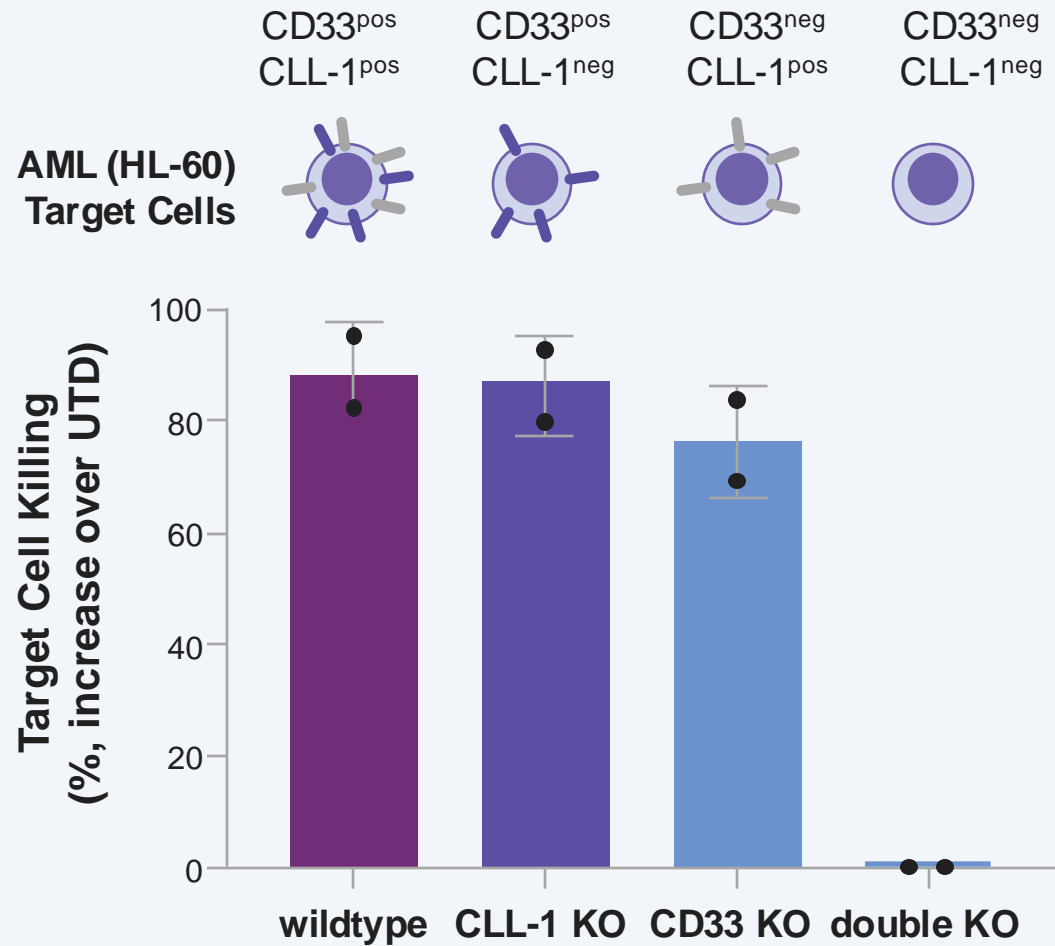 CD33pos CD33pos CD33neg CD33neg
CLL-1pos CLL-1neg CLL-1pos CLL-1neg
AML (HL-60)
Target Cells
Target Cell Killing
(%, increase over UTD)
100
80
60
40
20
0
wildtype CLL-1 KO CD33 KO double KO